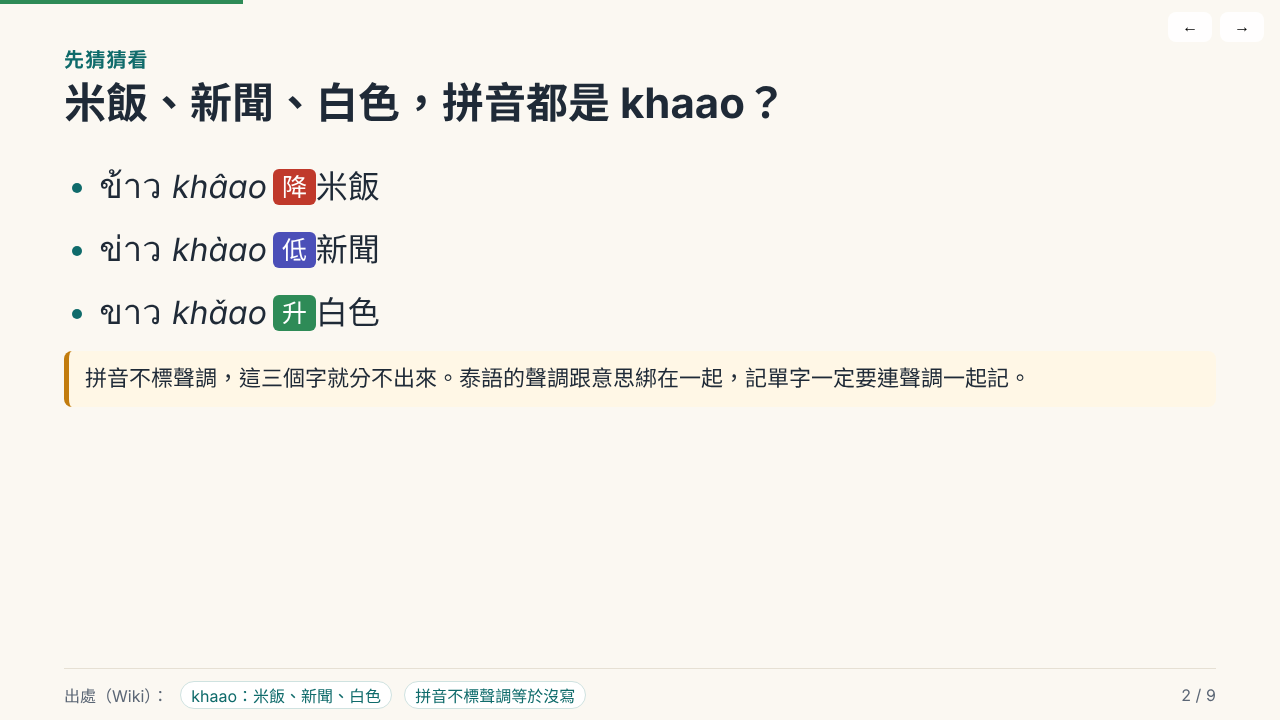 ← →
先猜猜看
米飯、新聞、白色，拼音都是 khaao？
• ข้าว khâao 降 米飯
• ข่าว khàao 低 新聞
• ขาว khǎao 升 白色
拼音不標聲調，這三個字就分不出來。泰語的聲調跟意思綁在一起，記單字一定要連聲調一起記。
出處（Wiki）： khaao：米飯、新聞、白色 拼音不標聲調等於沒寫 2 / 9